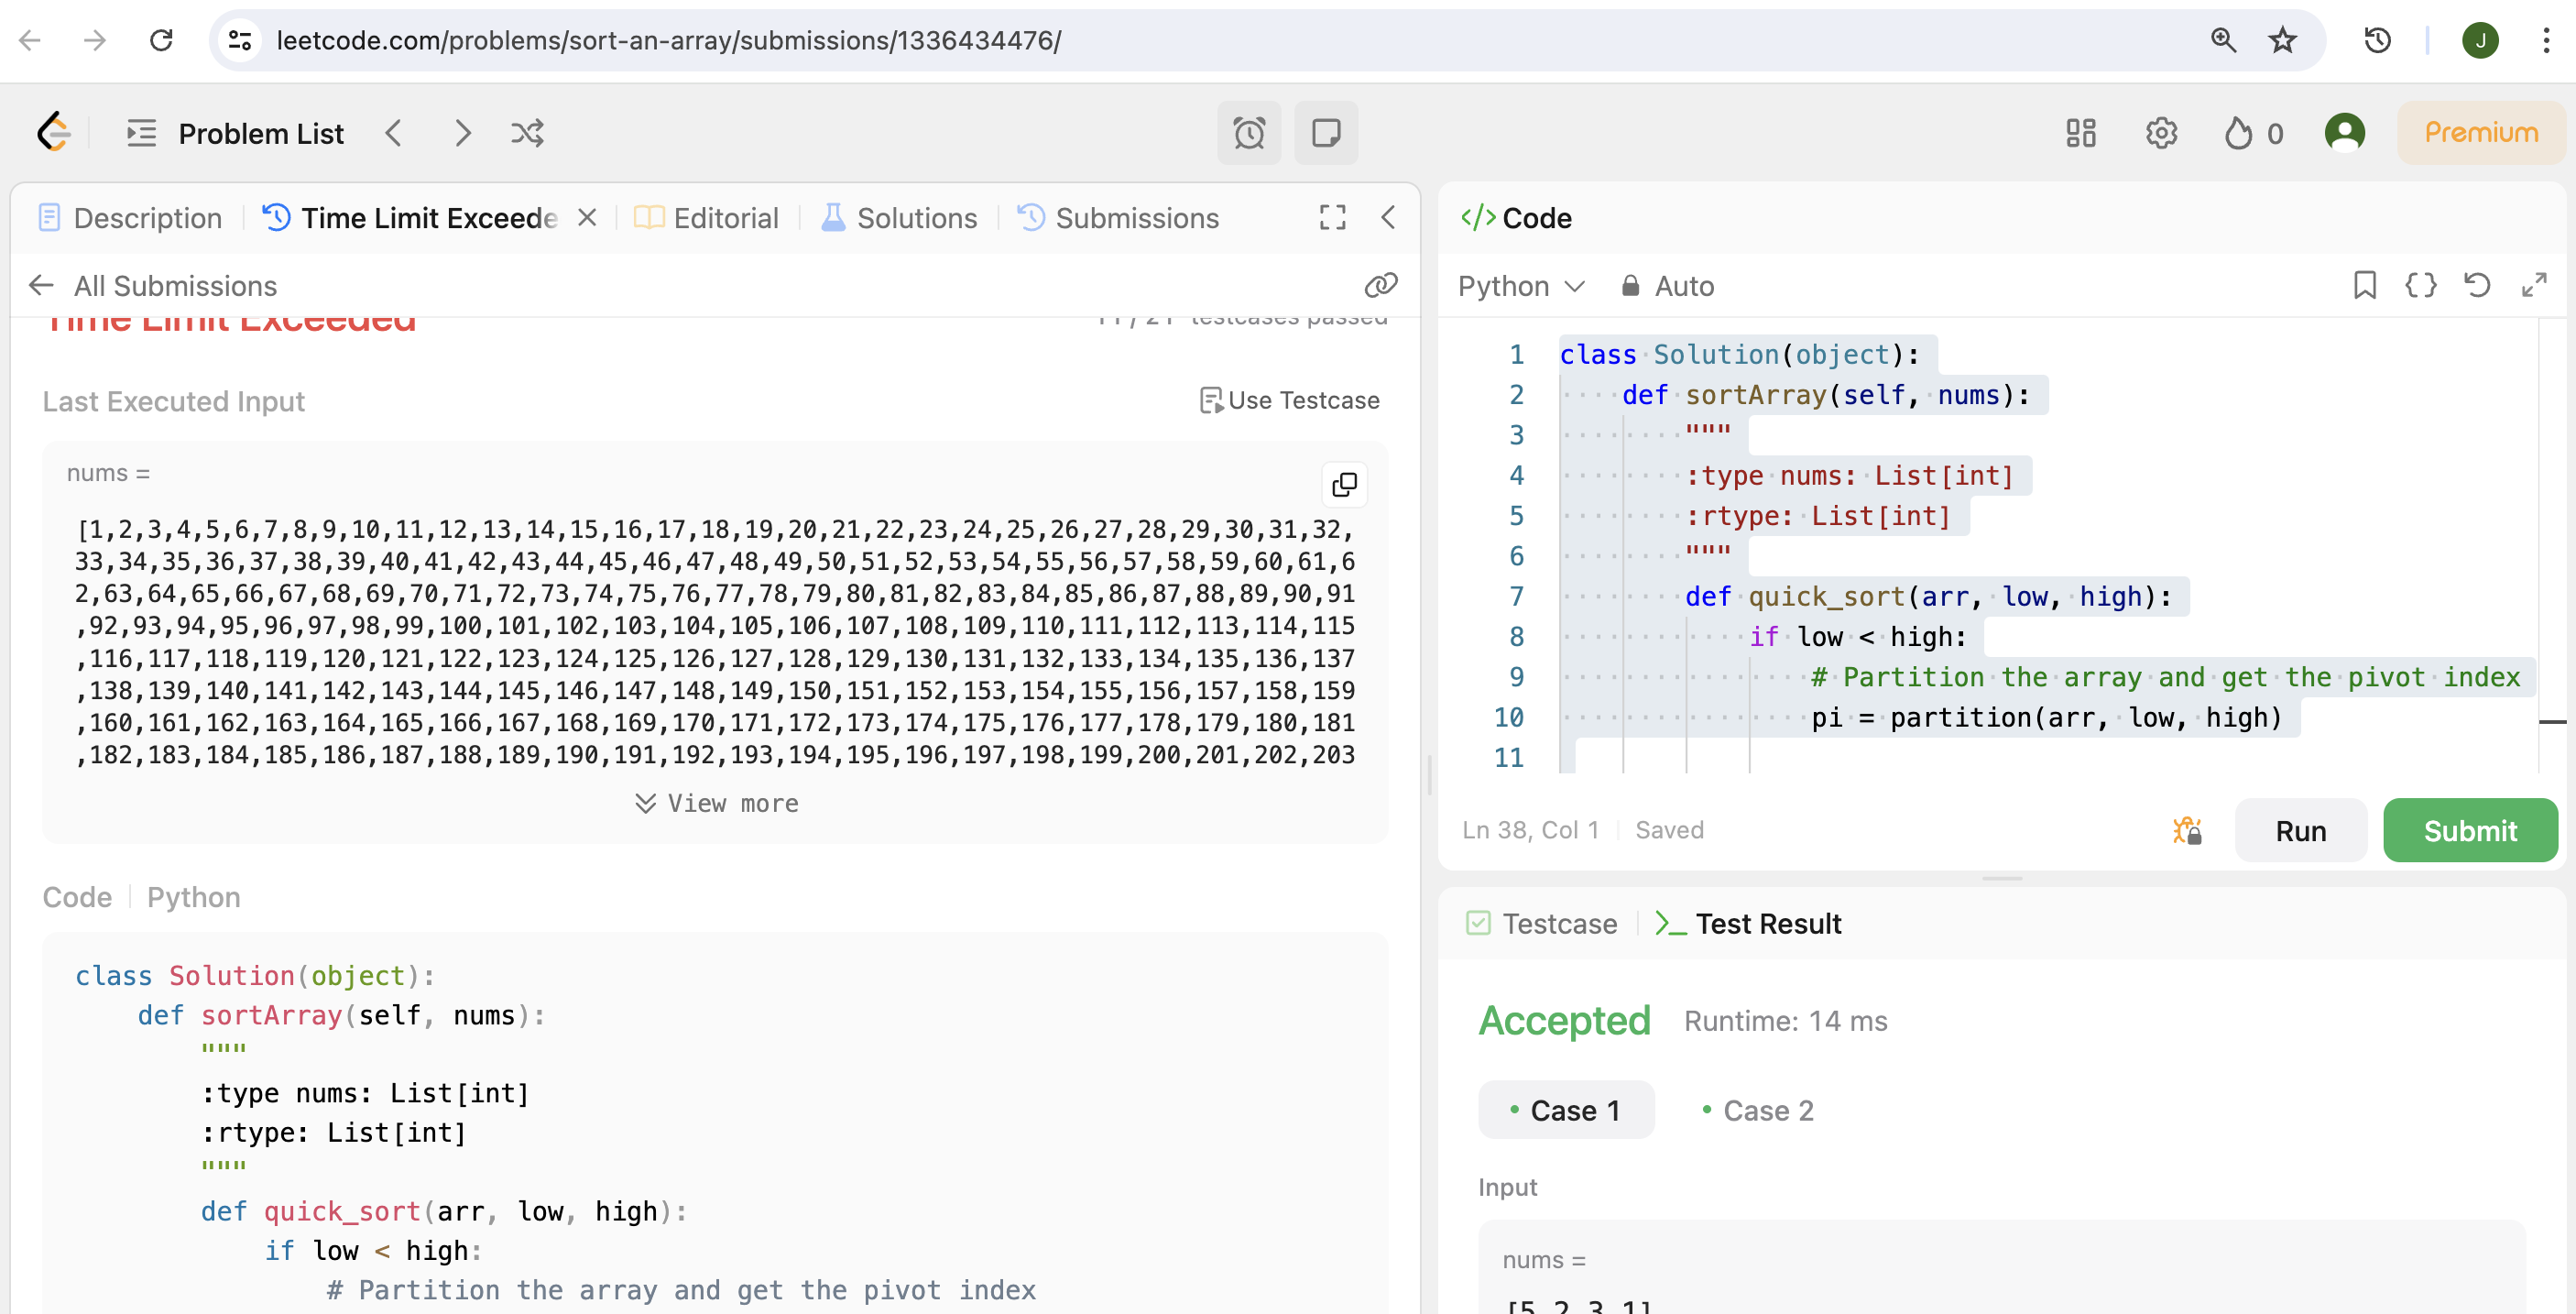 leetcode.com/problems/sort-an-array/submissions/1336434476/
J
Problem List
0
Premium
Description
Time Limit Exceede
Editorial
Solutions
Submissions
All Submissions
Time Limit Exceeded
11 / 21 testcases passed
Last Executed Input
Use Testcase
nums =
[1,2,3,4,5,6,7,8,9,10,11,12,13,14,15,16,17,18,19,20,21,22,23,24,25,26,27,28,29,30,31,32,
33,34,35,36,37,38,39,40,41,42,43,44,45,46,47,48,49,50,51,52,53,54,55,56,57,58,59,60,61,6
2,63,64,65,66,67,68,69,70,71,72,73,74,75,76,77,78,79,80,81,82,83,84,85,86,87,88,89,90,91
,92,93,94,95,96,97,98,99,100,101,102,103,104,105,106,107,108,109,110,111,112,113,114,115
,116,117,118,119,120,121,122,123,124,125,126,127,128,129,130,131,132,133,134,135,136,137
,138,139,140,141,142,143,144,145,146,147,148,149,150,151,152,153,154,155,156,157,158,159
,160,161,162,163,164,165,166,167,168,169,170,171,172,173,174,175,176,177,178,179,180,181
,182,183,184,185,186,187,188,189,190,191,192,193,194,195,196,197,198,199,200,201,202,203
View more
Code
Python
class Solution(object):
    def sortArray(self, nums):
        """
        :type nums: List[int]
        :rtype: List[int]
        """
        def quick_sort(arr, low, high):
            if low < high:
                # Partition the array and get the pivot index
Code
Python
Auto
1 class Solution(object):
2     def sortArray(self, nums):
3         """
4         :type nums: List[int]
5         :rtype: List[int]
6         """
7         def quick_sort(arr, low, high):
8             if low < high:
9                 # Partition the array and get the pivot index
10                 pi = partition(arr, low, high)
11
Ln 38, Col 1
Saved
Run
Submit
Testcase
Test Result
Accepted
Runtime: 14 ms
Case 1
Case 2
Input
nums =
[5,2,3,1]